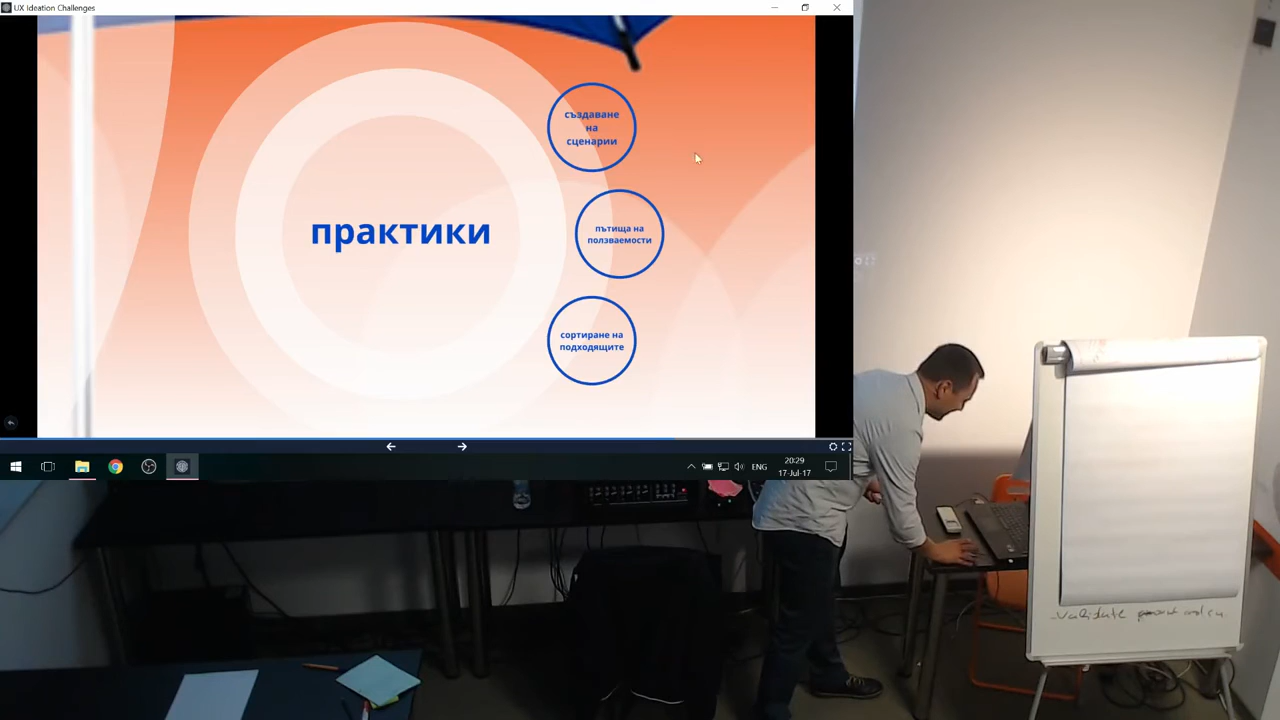 UX Ideation Challenges
създаване
на
сценарии
практики
пътища на
ползваемости
сортиране на
подходящите
ENG
20:29
17-Jul-17
validate